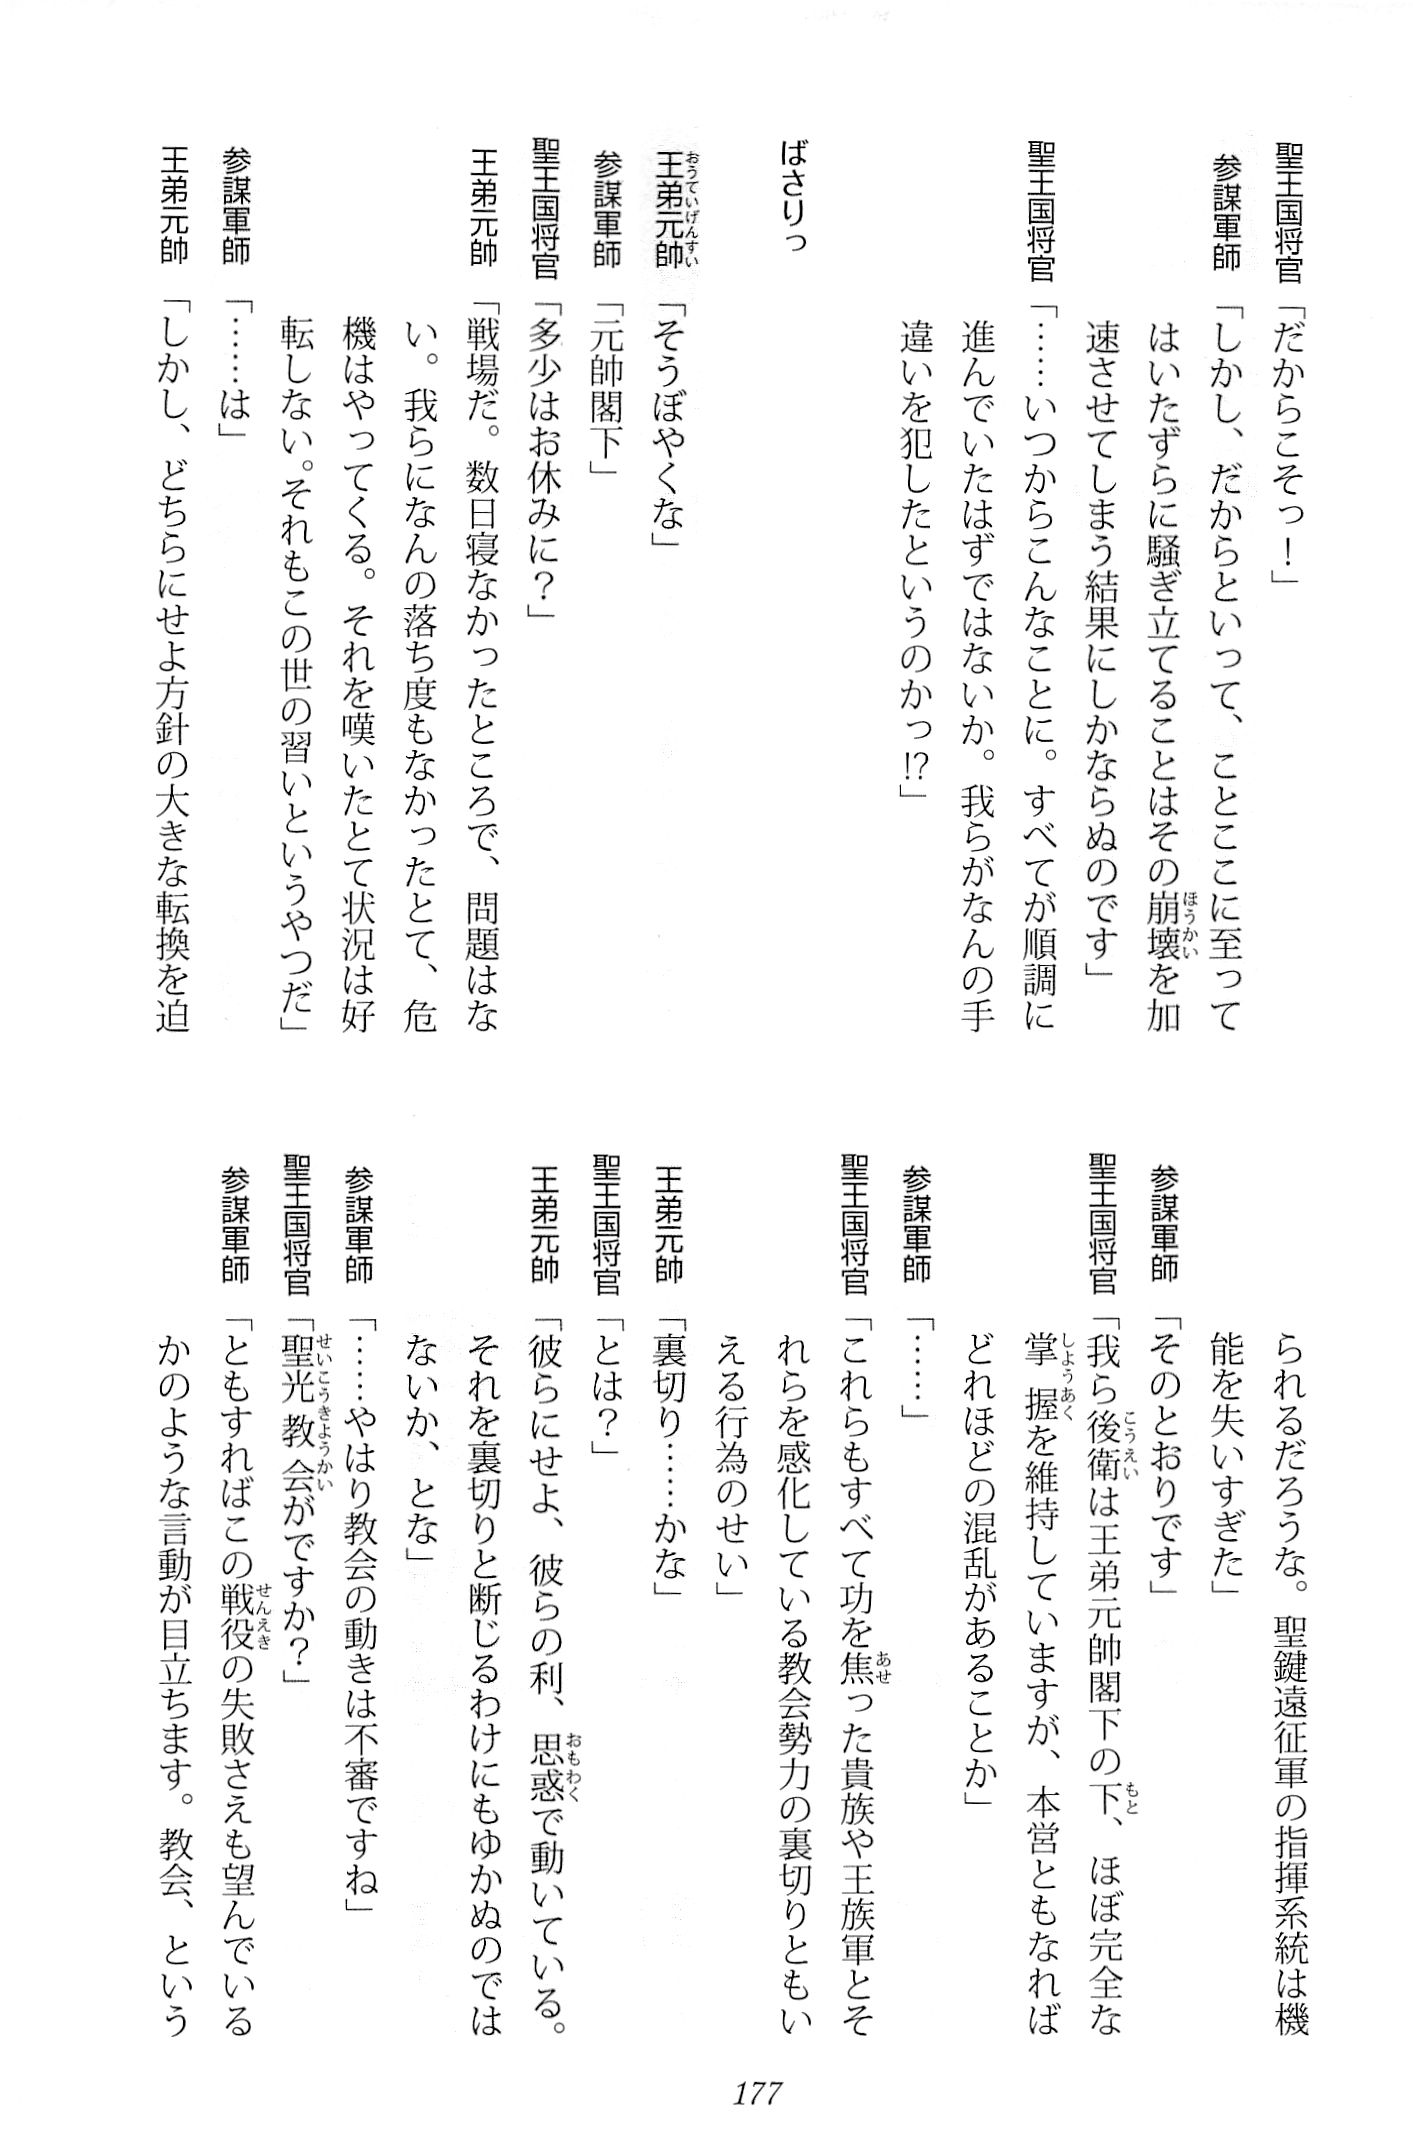 聖王国将官「だからこそっ！」
参謀軍師「しかし、だからといって、ことここに至って
はいたずらに騒ぎ立てることはその崩壊を加
速させてしまう結果にしかならぬのです」
聖王国将官「……いつからこんなことに。すべてが順調に
進んでいたはずではないか。我らがなんの手
違いを犯したというのかっ!?」
ばさりっ
王弟元帥「そうぼやくな」
参謀軍師「元帥閣下」
聖王国将官「多少はお休みに？」
王弟元帥「戦場だ。数日寝なかったところで、問題はな
い。我らになんの落ち度もなかったとて、危
機はやってくる。それを嘆いたとて状況は好
転しない。それもこの世の習いというやつだ」
参謀軍師「……は」
王弟元帥「しかし、どちらにせよ方針の大きな転換を迫
られるだろうな。聖鍵遠征軍の指揮系統は機
能を失いすぎた」
参謀軍師「そのとおりです」
聖王国将官「我ら後衛は王弟元帥閣下の下、ほぼ完全な
掌握を維持していますが、本営ともなれば
どれほどの混乱があることか」
参謀軍師「……」
聖王国将官「これらもすべて功を焦った貴族や王族軍とそ
れらを感化している教会勢力の裏切りともい
える行為のせい」
王弟元帥「裏切り……かな」
聖王国将官「とは？」
王弟元帥「彼らにせよ、彼らの利、思惑で動いている。
それを裏切りと断じるわけにもゆかぬのでは
ないか、とな」
参謀軍師「……やはり教会の動きは不審ですね」
聖王国将官「聖光教会がですか？」
参謀軍師「ともすればこの戦役の失敗さえも望んでいる
かのような言動が目立ちます。教会、という
177